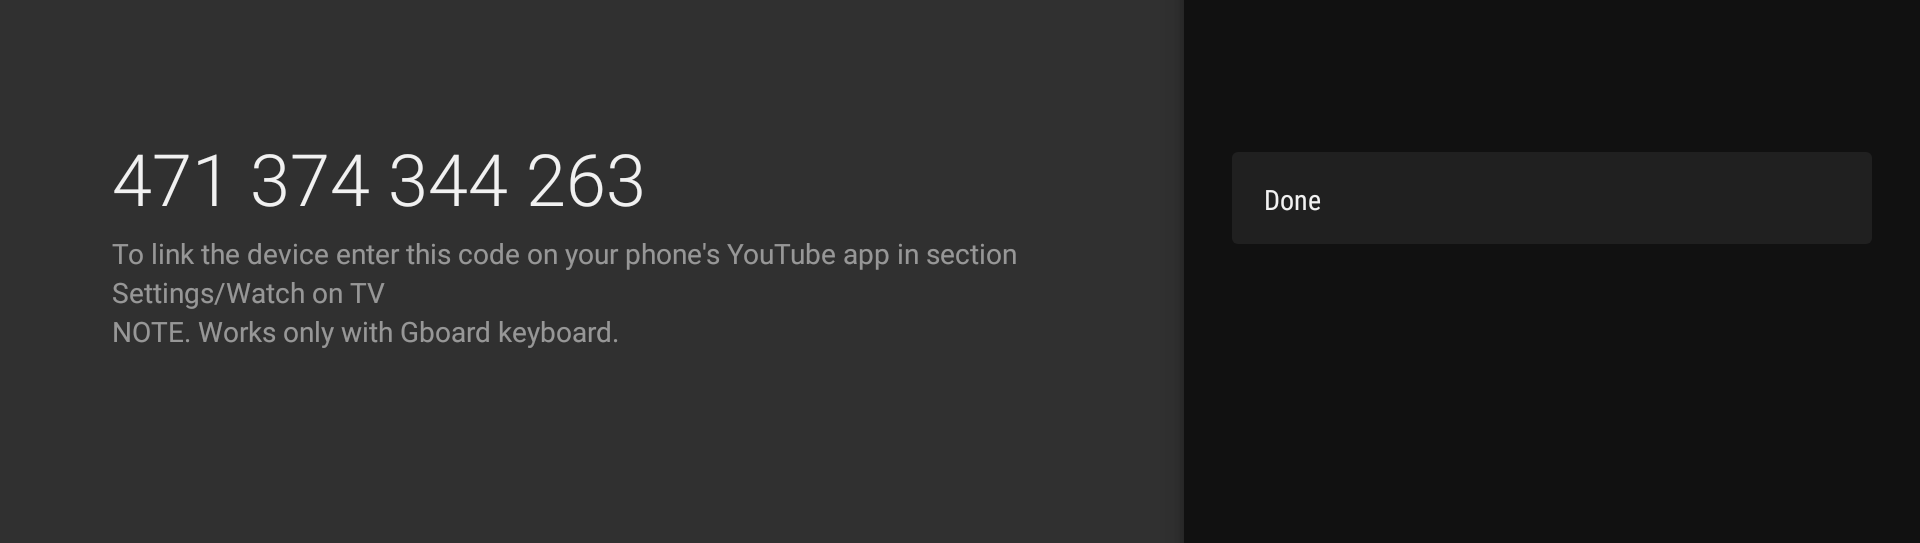 471 374 344 263
To link the device enter this code on your phone's YouTube app in section
Settings/Watch on TV
NOTE. Works only with Gboard keyboard.
Done